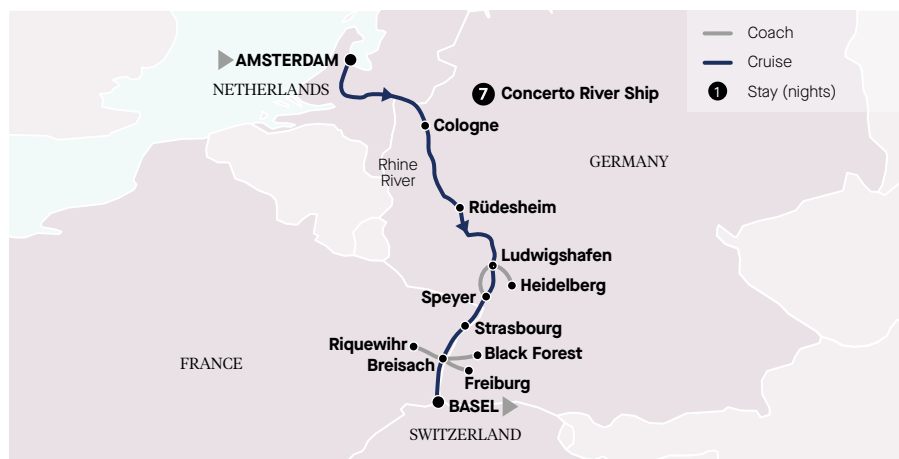 Coach
Cruise
1 Stay (nights)
AMSTERDAM
NETHERLANDS
7 Concerto River Ship
Cologne
GERMANY
Rhine
River
Rüdesheim
Ludwigshafen
Heidelberg
Speyer
Strasbourg
Riquewihr
Black Forest
Breisach
FRANCE
Freiburg
BASEL
SWITZERLAND